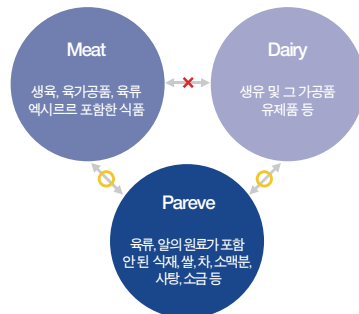 Meat
생육, 육가공품, 육류
엑시르르 포함한 식품
Dairy
생유 및 그 가공품
유제품 등
Pareve
육류, 알의 원료가 포함
안 된 식재, 쌀, 차, 소맥분,
사탕, 소금 등